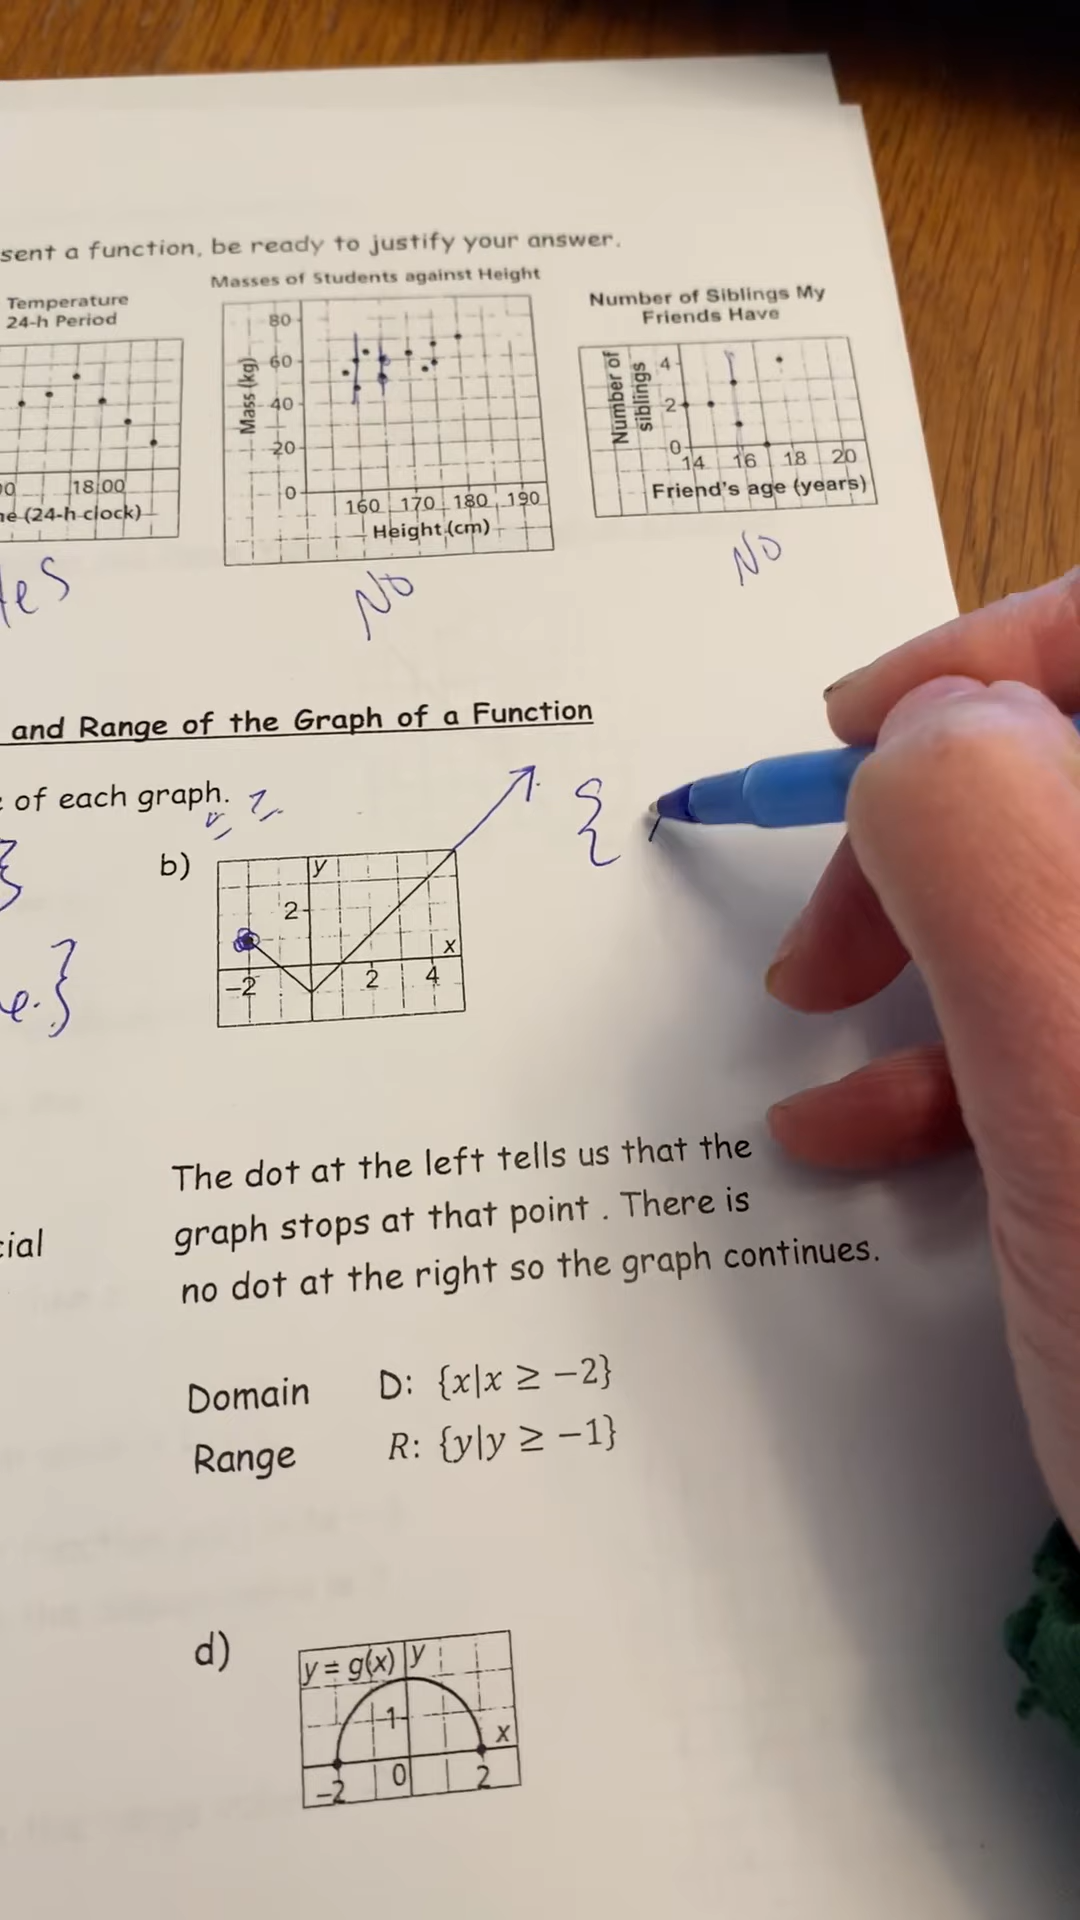 sent a function, be ready to justify your answer.
Temperature
24-h Period
18:00
(24-h clock)
Yes
Masses of Students against Height
Mass (kg)
80
60
40
20
0
160 170 180 190
Height (cm)
No
Number of Siblings My
Friends Have
Number of
siblings
4
2
0
14 16 18 20
Friend's age (years)
No
and Range of the Graph of a Function
of each graph.
}
e.}
b)
y
2
x
-2 2 4
{
The dot at the left tells us that the
graph stops at that point . There is
no dot at the right so the graph continues.
cial
Domain D: {x|x ≥ −2}
Range R: {y|y ≥ −1}
d)
y = g(x) y
1
x
-2 0 2